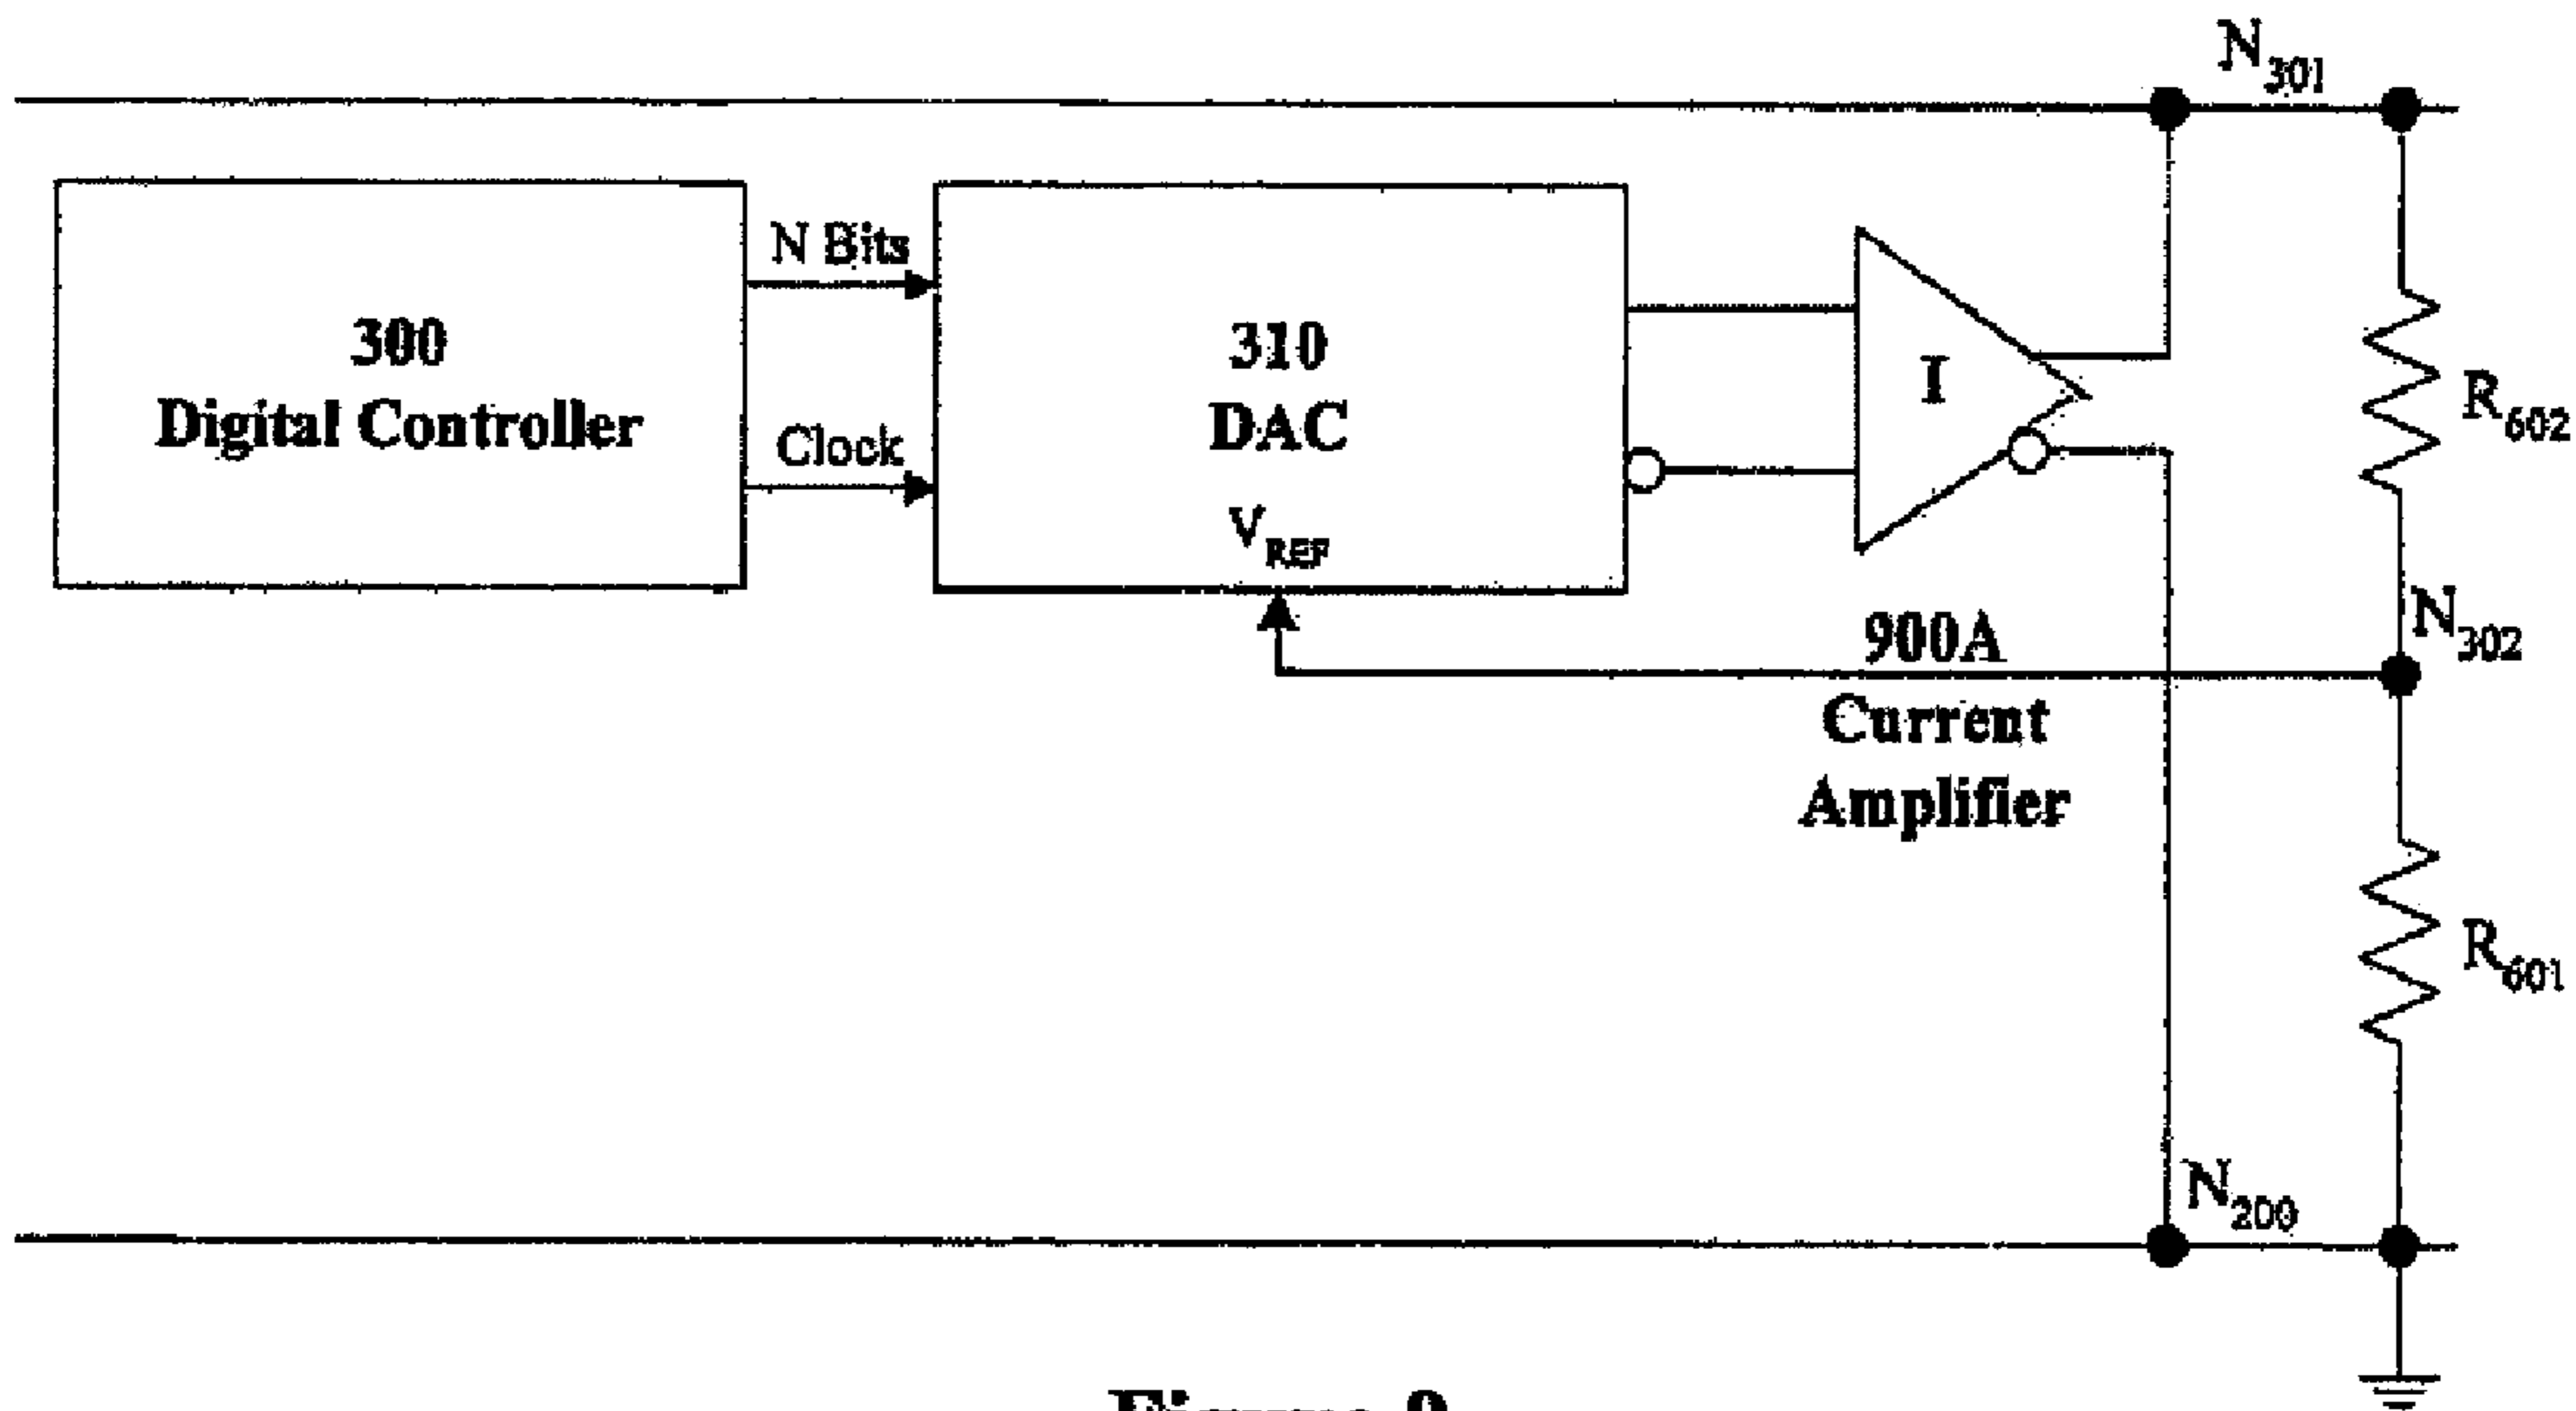 N301
300
Digital Controller
N Bits
Clock
310
DAC
VREF
I
R602
N302
900A
Current
Amplifier
R601
N200